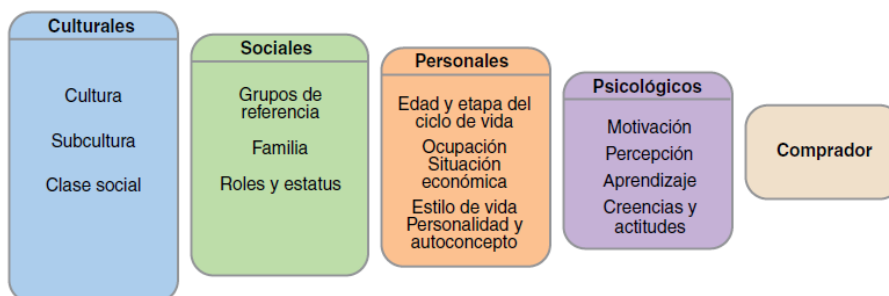 Culturales
Cultura
Subcultura
Clase social
Sociales
Grupos de
referencia
Familia
Roles y estatus
Personales
Edad y etapa del
ciclo de vida
Ocupación
Situación
económica
Estilo de vida
Personalidad y
autoconcepto
Psicológicos
Motivación
Percepción
Aprendizaje
Creencias y
actitudes
Comprador